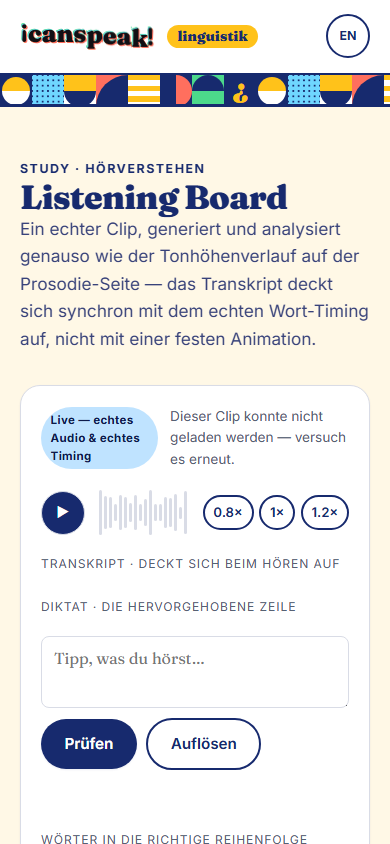 ¡canspeak! linguistik EN
STUDY · HÖRVERSTEHEN
Listening Board
Ein echter Clip, generiert und analysiert
genauso wie der Tonhöhenverlauf auf der
Prosodie-Seite — das Transkript deckt
sich synchron mit dem echten Wort-Timing
auf, nicht mit einer festen Animation.
Live — echtes
Audio & echtes
Timing
Dieser Clip konnte nicht
geladen werden — versuch
es erneut.
0.8× 1× 1.2×
TRANSKRIPT · DECKT SICH BEIM HÖREN AUF
DIKTAT · DIE HERVORGEHOBENE ZEILE
Tipp, was du hörst…
Prüfen Auflösen
WÖRTER IN DIE RICHTIGE REIHENFOLGE